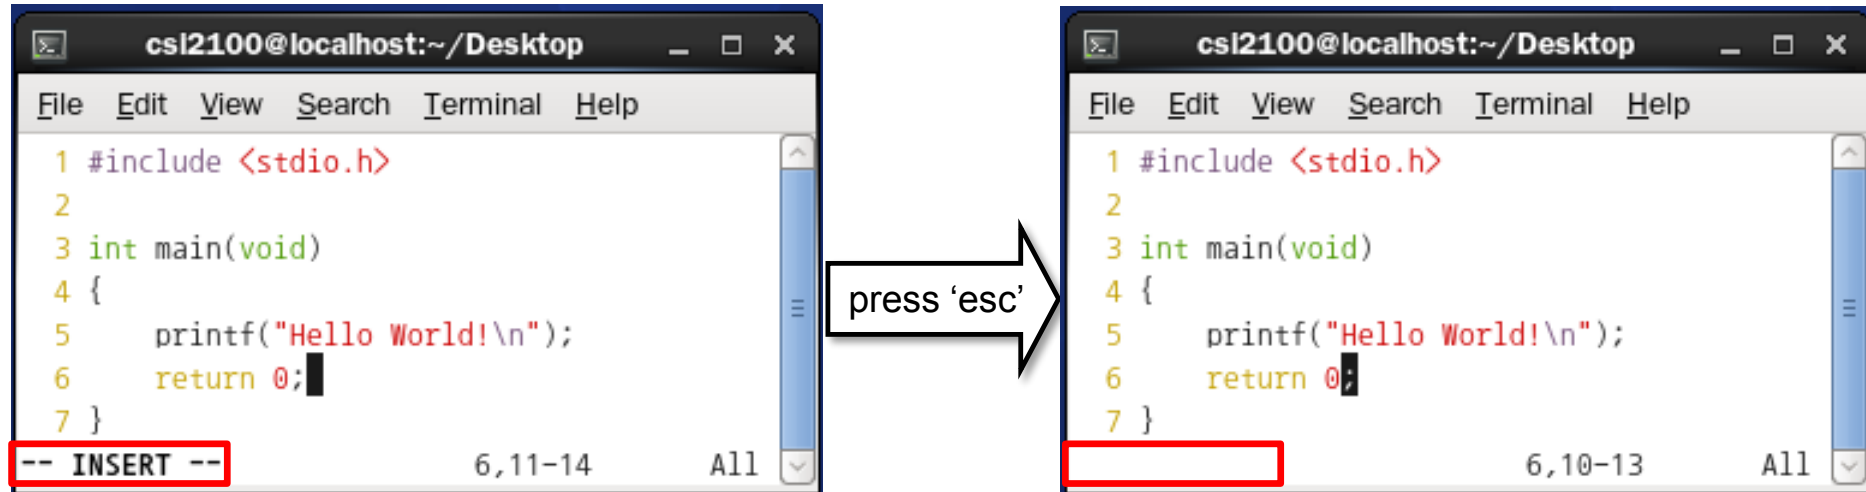 csl2100@localhost:~/Desktop
File Edit View Search Terminal Help
1 #include <stdio.h>
2
3 int main(void)
4 {
5     printf("Hello World!\n");
6     return 0;
7 }
-- INSERT -- 6,11-14 All
press ‘esc’
csl2100@localhost:~/Desktop
File Edit View Search Terminal Help
1 #include <stdio.h>
2
3 int main(void)
4 {
5     printf("Hello World!\n");
6     return 0;
7 }
6,10-13 All